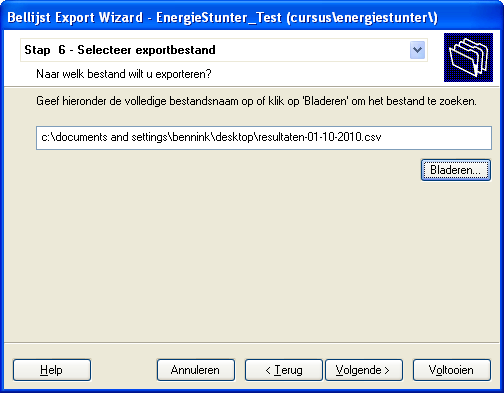 Bellijst Export Wizard - EnergieStunter_Test (cursus\energiestunter\)
Stap 6 - Selecteer exportbestand
Naar welk bestand wilt u exporteren?
Geef hieronder de volledige bestandsnaam op of klik op 'Bladeren' om het bestand te zoeken.
c:\documents and settings\bennink\desktop\resultaten-01-10-2010.csv
Bladeren...
Help
Annuleren
< Terug
Volgende >
Voltooien